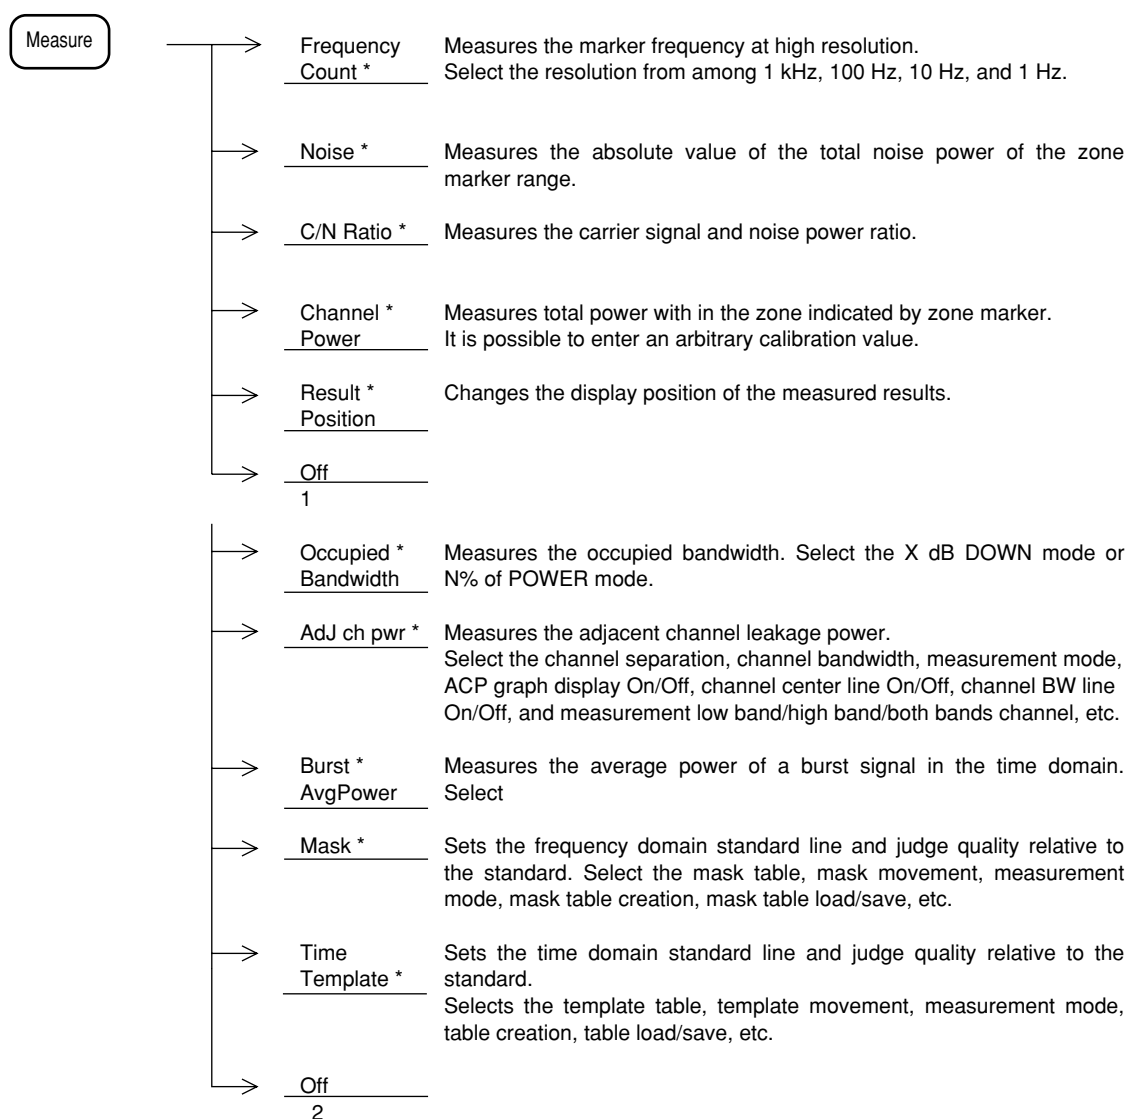 Measure
Frequency Measures the marker frequency at high resolution.
Count * Select the resolution from among 1 kHz, 100 Hz, 10 Hz, and 1 Hz.
Noise * Measures the absolute value of the total noise power of the zone
marker range.
C/N Ratio * Measures the carrier signal and noise power ratio.
Channel * Measures total power with in the zone indicated by zone marker.
Power It is possible to enter an arbitrary calibration value.
Result * Changes the display position of the measured results.
Position
Off
1
Occupied * Measures the occupied bandwidth. Select the X dB DOWN mode or
Bandwidth N% of POWER mode.
AdJ ch pwr * Measures the adjacent channel leakage power.
Select the channel separation, channel bandwidth, measurement mode,
ACP graph display On/Off, channel center line On/Off, channel BW line
On/Off, and measurement low band/high band/both bands channel, etc.
Burst * Measures the average power of a burst signal in the time domain.
AvgPower Select
Mask * Sets the frequency domain standard line and judge quality relative to
the standard. Select the mask table, mask movement, measurement
mode, mask table creation, mask table load/save, etc.
Time Sets the time domain standard line and judge quality relative to the
Template * standard.
Selects the template table, template movement, measurement mode,
table creation, table load/save, etc.
Off
2